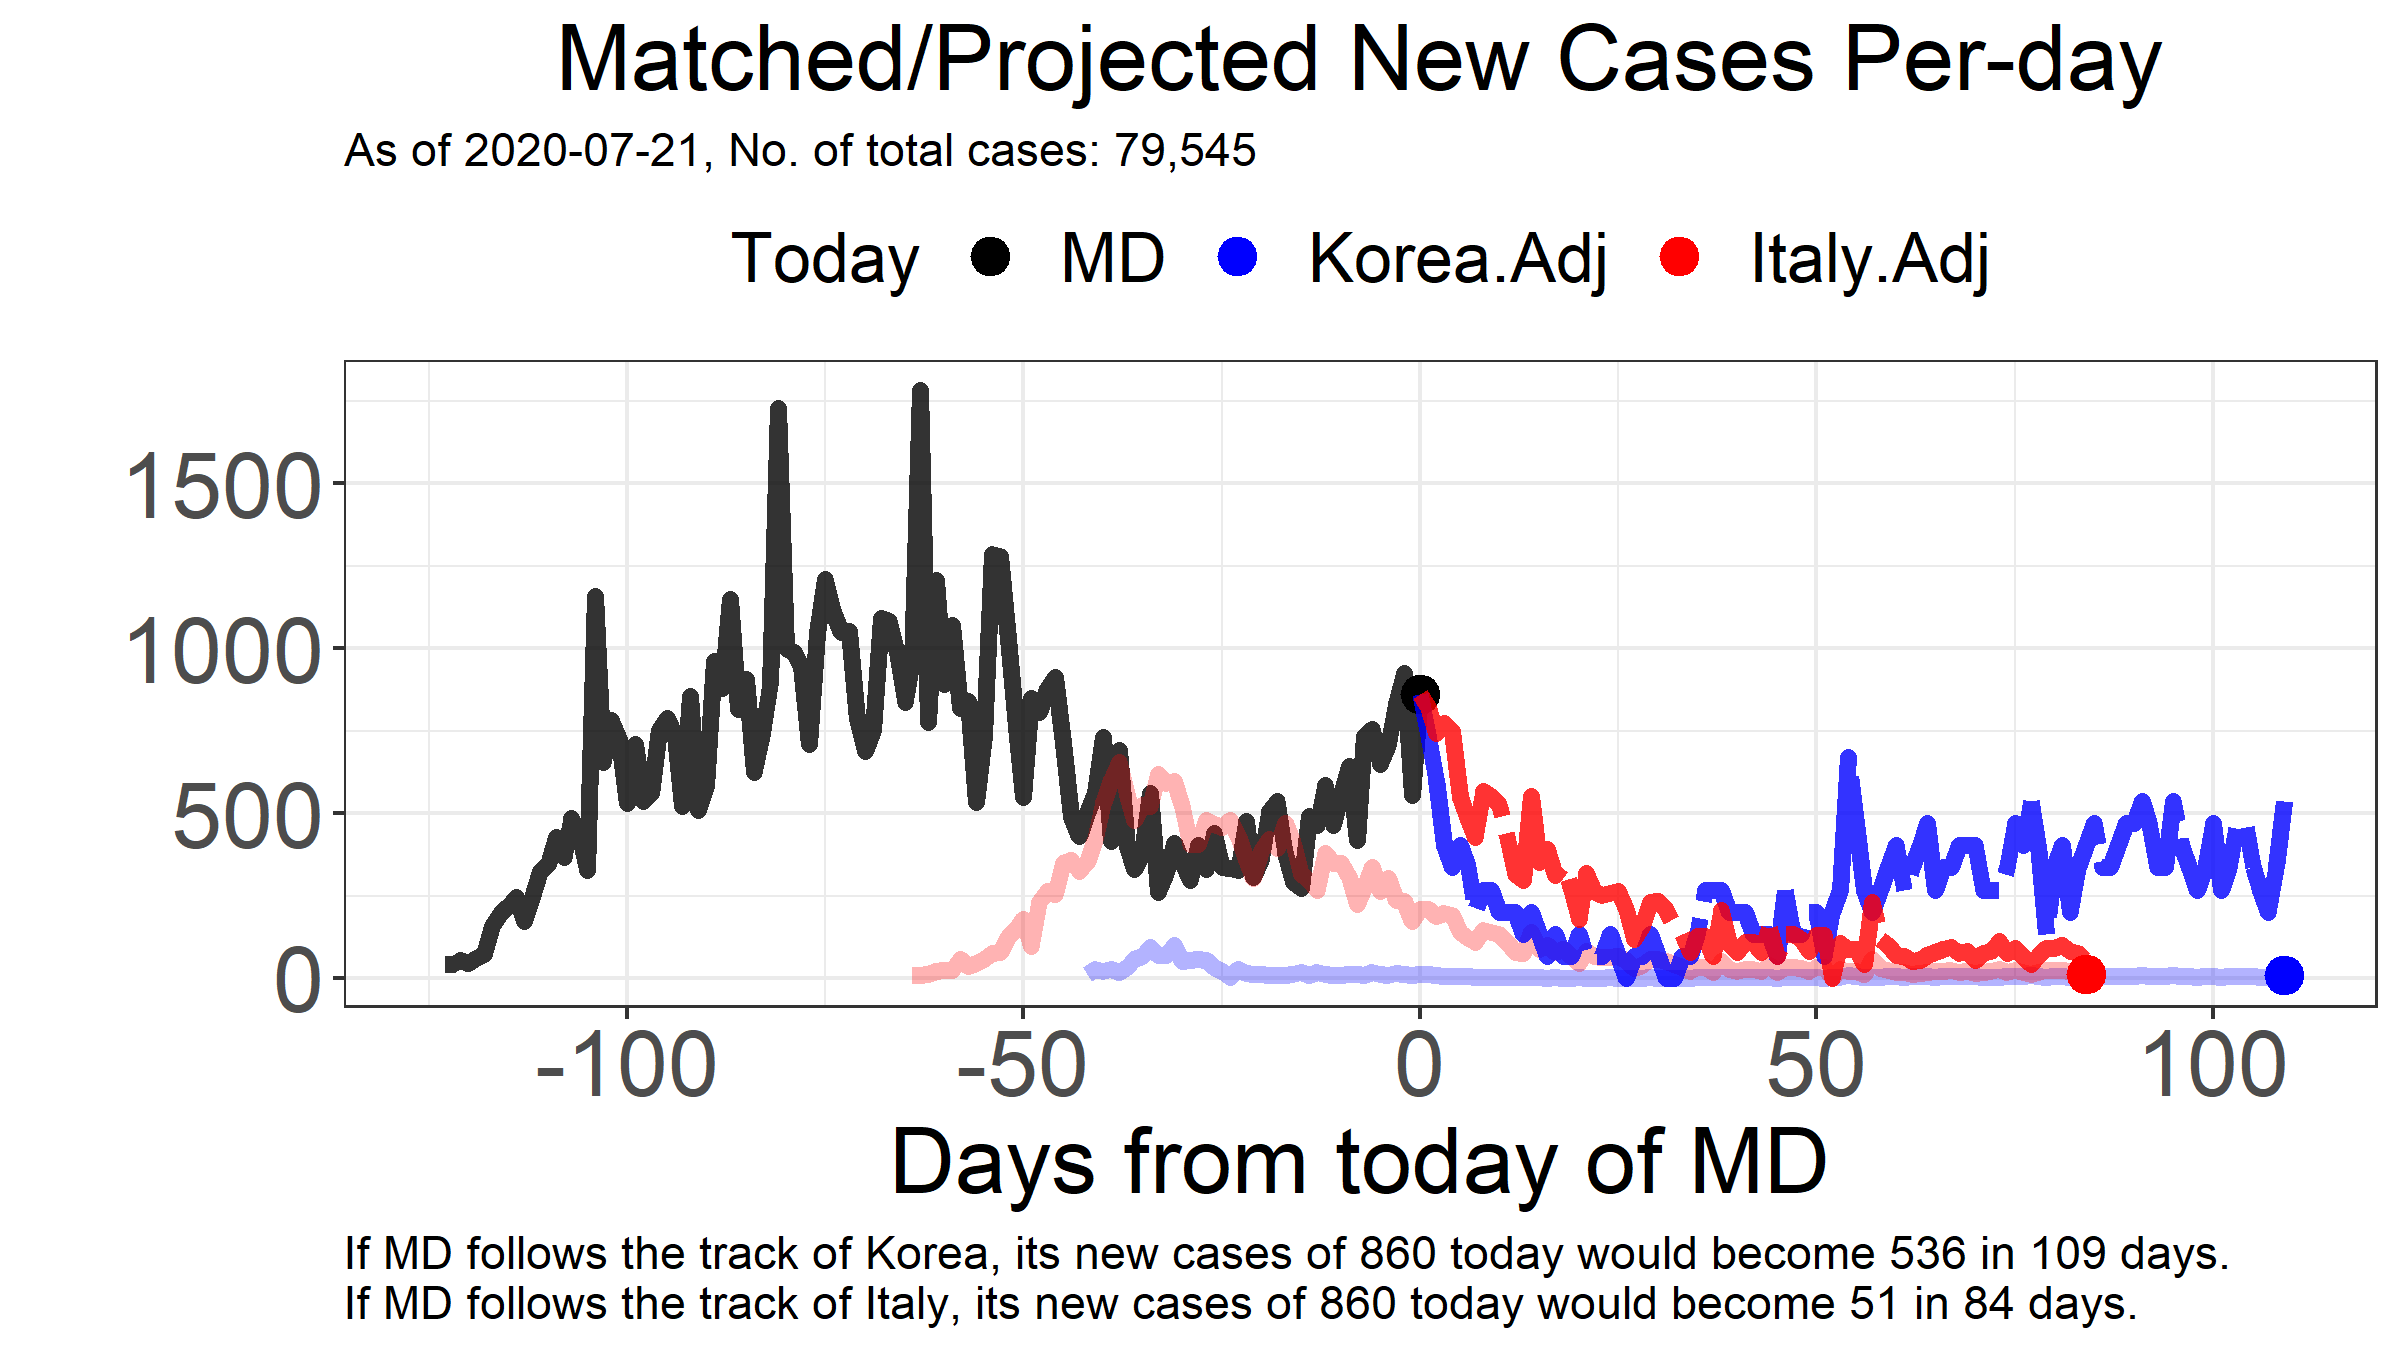 Matched/Projected New Cases Per-day
As of 2020-07-21, No. of total cases: 79,545
Today MD Korea.Adj Italy.Adj
1500
1000
500
0
-100 -50 0 50 100
Days from today of MD
If MD follows the track of Korea, its new cases of 860 today would become 536 in 109 days.
If MD follows the track of Italy, its new cases of 860 today would become 51 in 84 days.